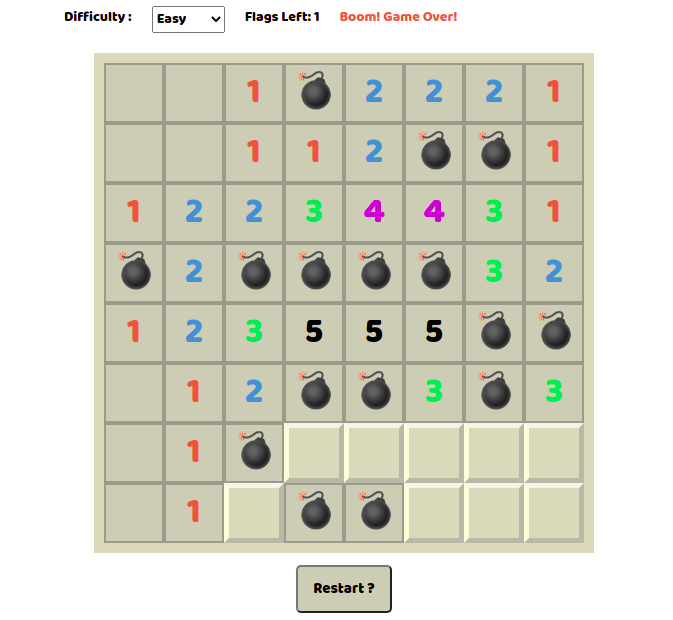 Difficulty : Easy Flags Left: 1 Boom! Game Over!
1 2 2 2 1
1 1 2 1
1 2 2 3 4 4 3 1
2 3 2
1 2 3 5 5 5
1 2 3 3
1
1
Restart ?